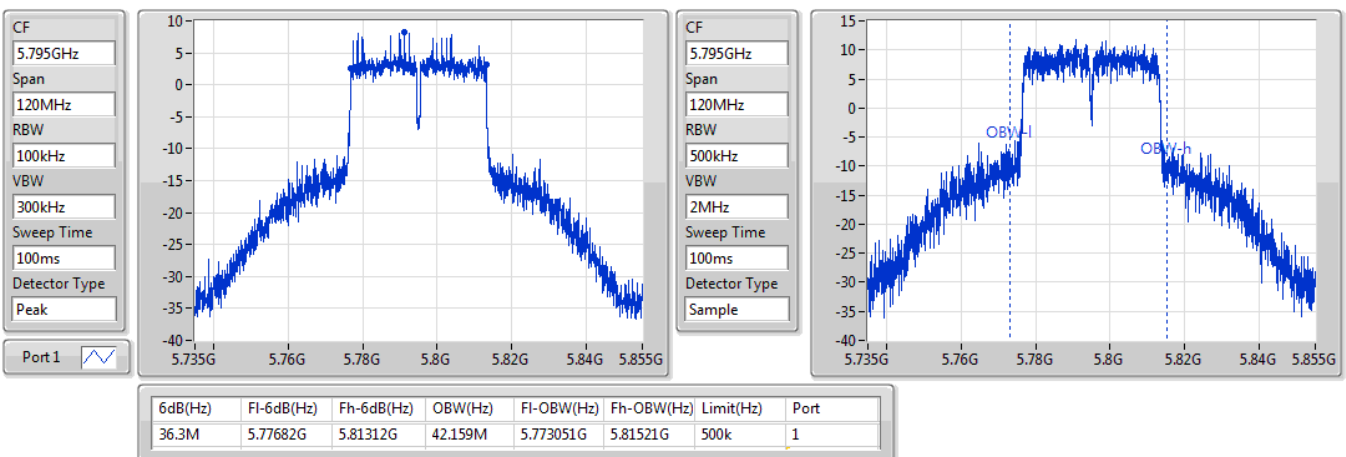 CF
5.795GHz
Span
120MHz
RBW
100kHz
VBW
300kHz
Sweep Time
100ms
Detector Type
Peak
Port 1
10
5
0
-5
-10
-15
-20
-25
-30
-35
-40
5.735G 5.76G 5.78G 5.8G 5.82G 5.84G 5.855G
CF
5.795GHz
Span
120MHz
RBW
500kHz
VBW
2MHz
Sweep Time
100ms
Detector Type
Sample
15
10
5
0
-5
-10
-15
-20
-25
-30
-35
-40
OBW-l
OBW-h
5.735G 5.76G 5.78G 5.8G 5.82G 5.84G 5.855G
6dB(Hz) Fl-6dB(Hz) Fh-6dB(Hz) OBW(Hz) Fl-OBW(Hz) Fh-OBW(Hz) Limit(Hz) Port
36.3M 5.77682G 5.81312G 42.159M 5.773051G 5.81521G 500k 1